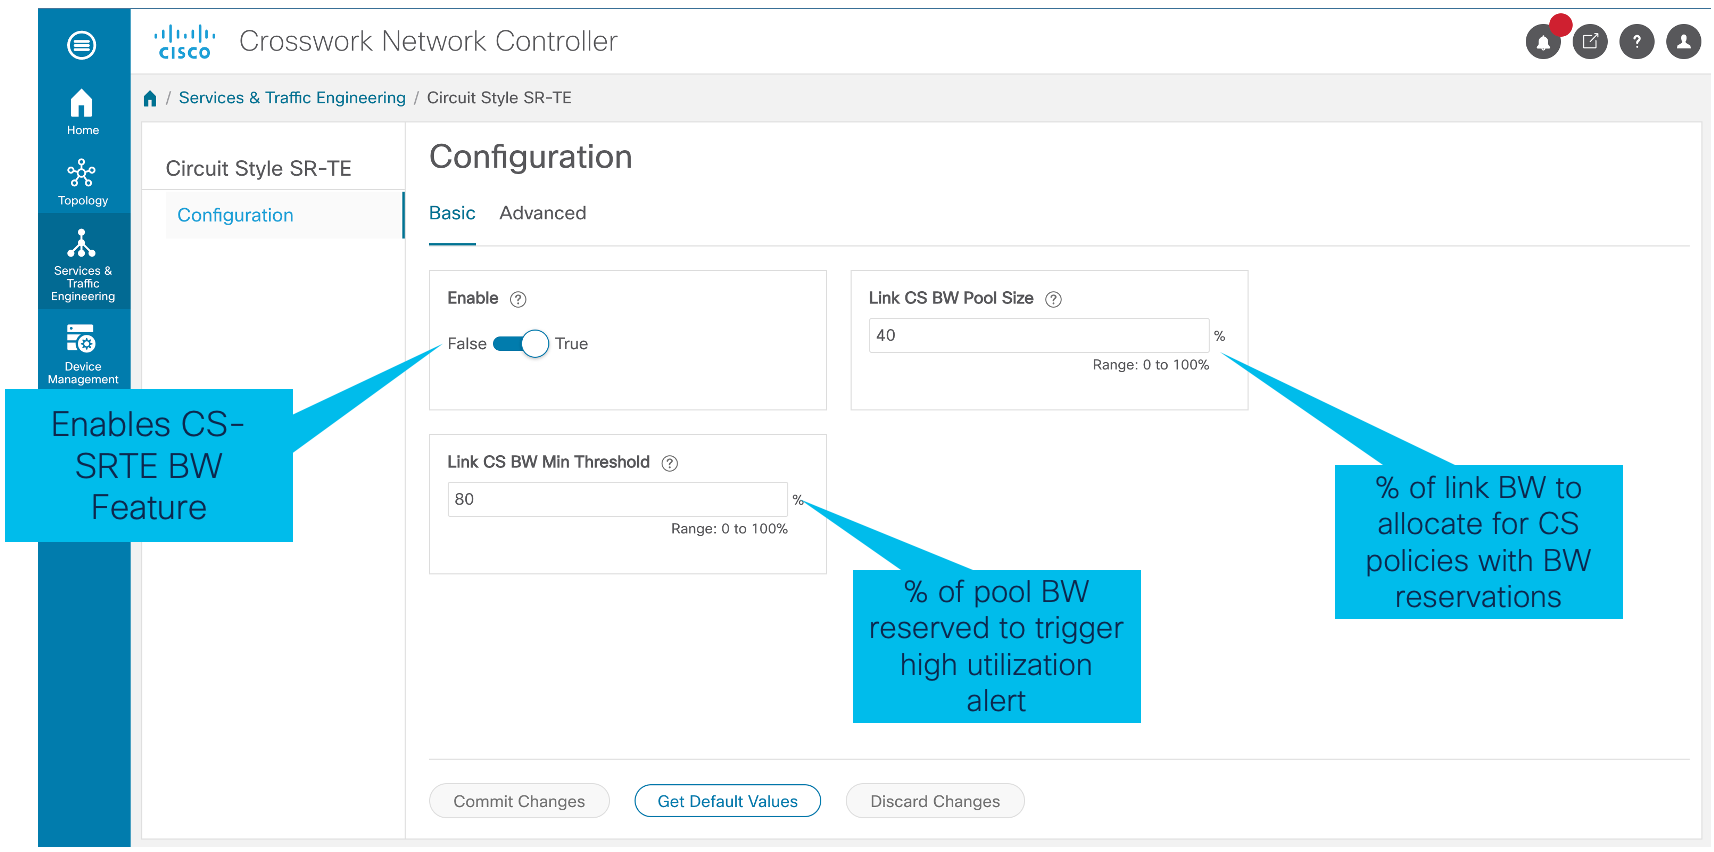 CISCO
Crosswork Network Controller
?
Home
Topology
Services &
Traffic
Engineering
Device
Management
/ Services & Traffic Engineering / Circuit Style SR-TE
Circuit Style SR-TE
Configuration
Configuration
Basic
Advanced
Enable ?
False
True
Link CS BW Pool Size ?
40
%
Range: 0 to 100%
Link CS BW Min Threshold ?
80
%
Range: 0 to 100%
Enables CS-
SRTE BW
Feature
% of link BW to
allocate for CS
policies with BW
reservations
% of pool BW
reserved to trigger
high utilization
alert
Commit Changes
Get Default Values
Discard Changes